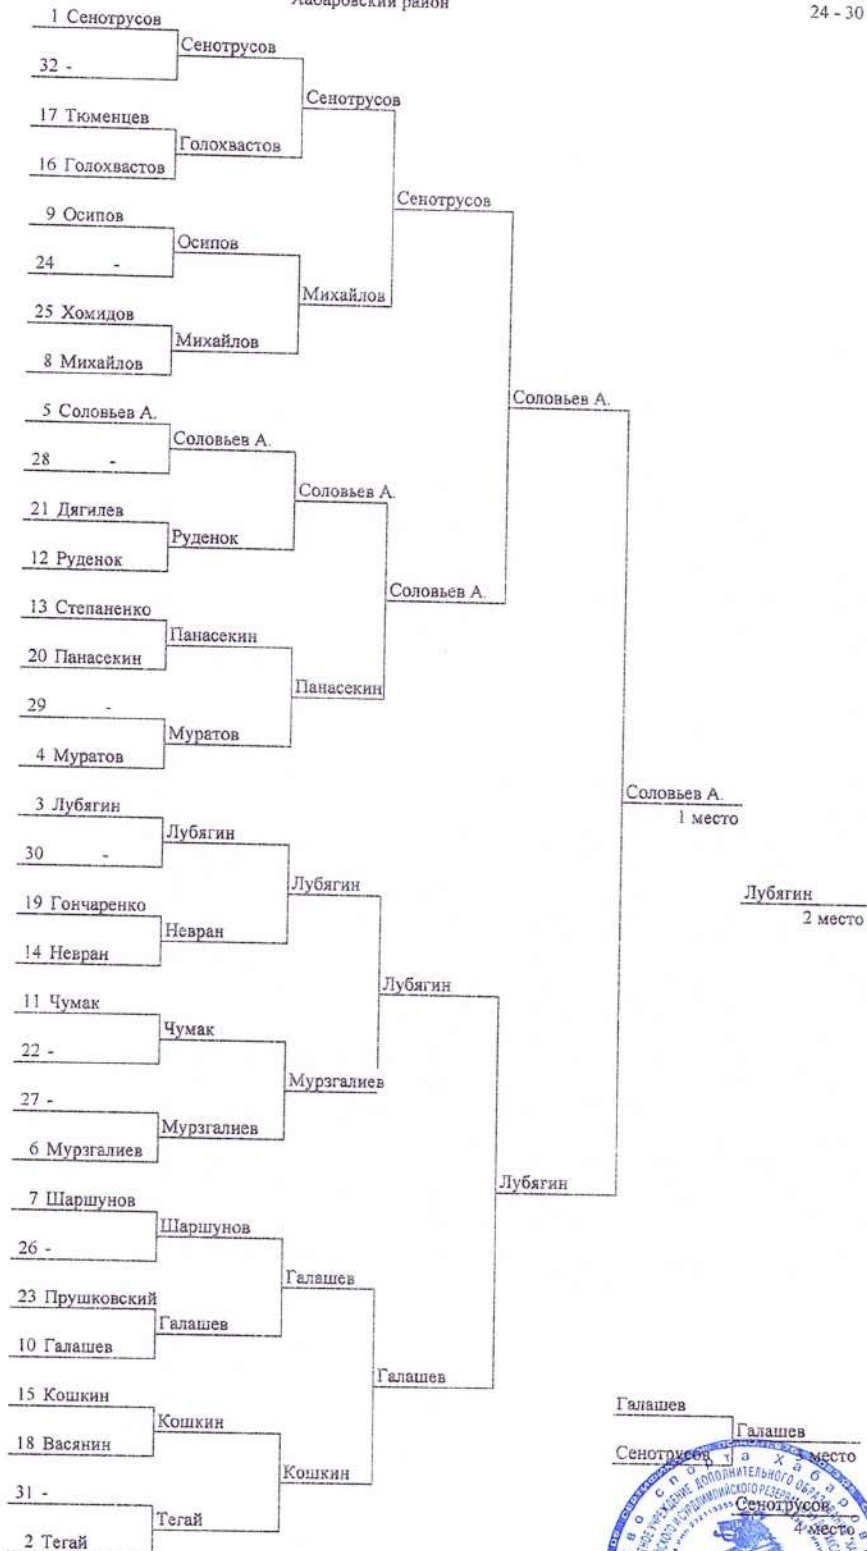 район
24 - 30
1 Сенотрусов
Сенотрусов
32 -
Сенотрусов
17 Тюменцев
Голохвастов
16 Голохвастов
Сенотрусов
9 Осипов
Осипов
24 -
Михайлов
25 Хомидов
Михайлов
8 Михайлов
Соловьев А.
5 Соловьев А.
Соловьев А.
28 -
Соловьев А.
21 Дягилев
Руденок
12 Руденок
Соловьев А.
13 Степаненко
Панасекин
20 Панасекин
Панасекин
29 -
Муратов
4 Муратов
Соловьев А.
1 место
3 Лубягин
Лубягин
30 -
Лубягин
Лубягин
2 место
19 Гончаренко
Невран
14 Невран
Лубягин
11 Чумак
Чумак
22 -
Мурзгалиев
27 -
Мурзгалиев
6 Мурзгалиев
Лубягин
7 Шаршунов
Шаршунов
26 -
Галашев
23 Прушковский
Галашев
10 Галашев
Галашев
15 Кошкин
Кошкин
18 Васянин
Кошкин
31 -
Тегай
2 Тегай
Галашев
Галашев
Сенотрусов
место
Сенотрусов
4 место